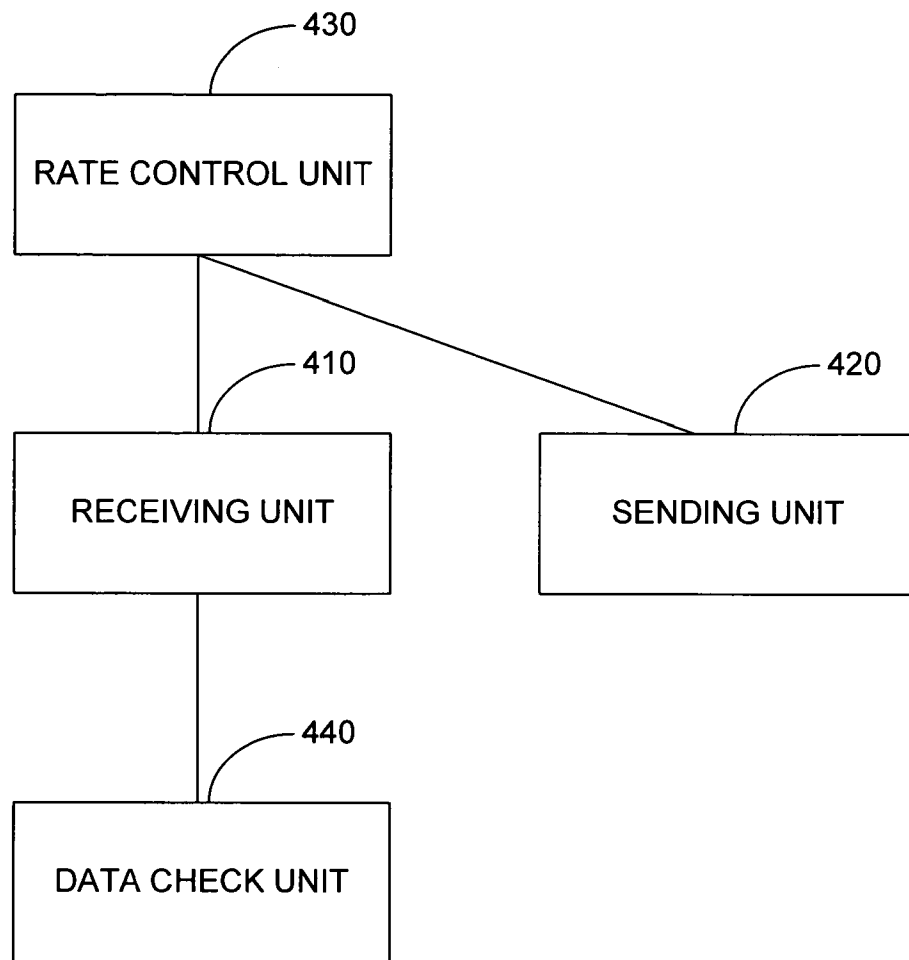 430
RATE CONTROL UNIT
410
420
RECEIVING UNIT
SENDING UNIT
440
DATA CHECK UNIT